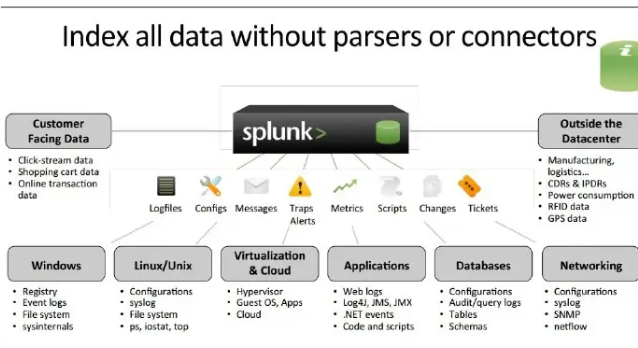 Index all data without parsers or connectors
i
splunk>
Customer
Facing Data
• Click-stream data
• Shopping cart data
• Online transaction
data
Outside the
Datacenter
• Manufacturing,
logistics...
• CDRs & IPDRs
• Power consumption
• RFID data
• GPS data
Logfiles
Configs
Messages
Traps
Alerts
Metrics
Scripts
Changes
Tickets
Windows
• Registry
• Event logs
• File system
• sysinternals
Linux/Unix
• Configurations
• syslog
• File system
• ps, iostat, top
Virtualization
& Cloud
• Hypervisor
• Guest OS, Apps
• Cloud
Applications
• Web logs
• Log4J, JMS, JMX
• .NET events
• Code and scripts
Databases
• Configurations
• Audit/query logs
• Tables
• Schemas
Networking
• Configurations
• syslog
• SNMP
• netflow